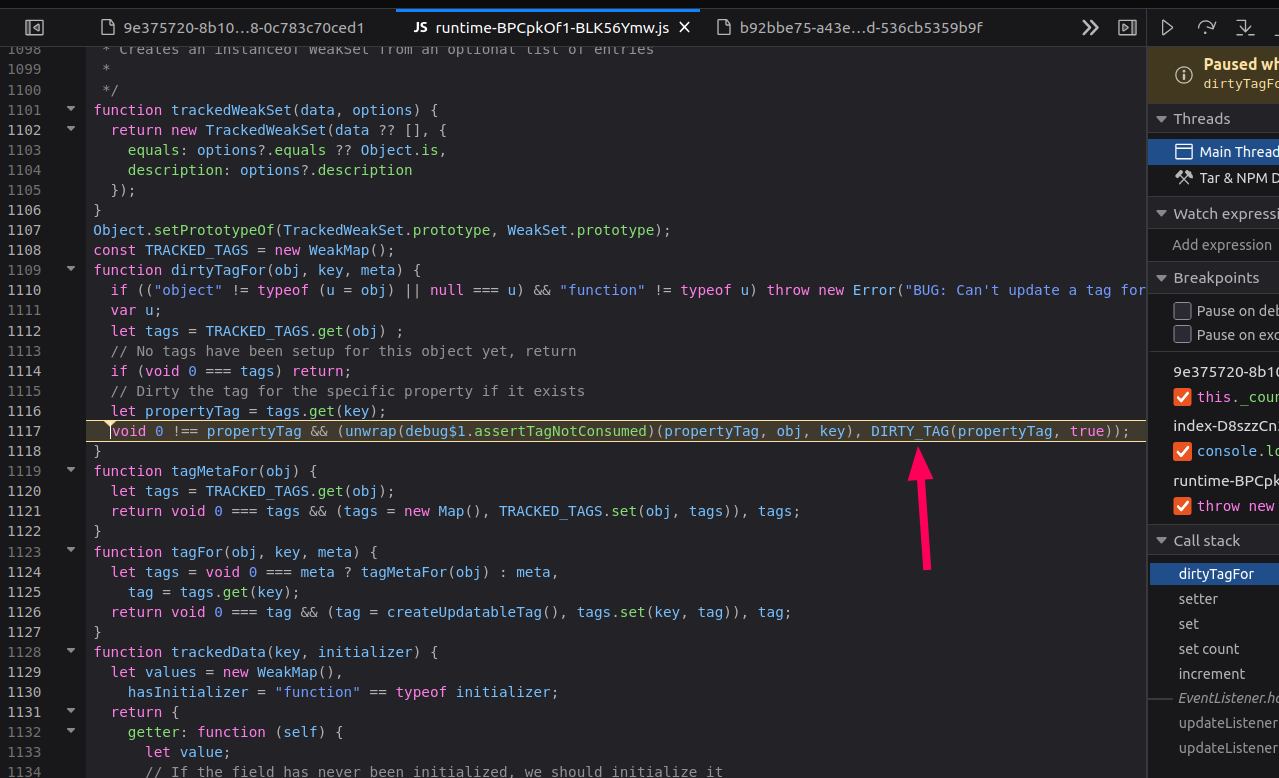 9e375720-8b10...8-0c783c70ced1
JS runtime-BPCpkOf1-BLK56Ymw.js
b92bbe75-a43e...d-536cb5359b9f
1098 * Creates an instanceof WeakSet from an optional list of entries
1099 *
1100 */
1101 function trackedWeakSet(data, options) {
1102 return new TrackedWeakSet(data ?? [], {
1103 equals: options?.equals ?? Object.is,
1104 description: options?.description
1105 });
1106 }
1107 Object.setPrototypeOf(TrackedWeakSet.prototype, WeakSet.prototype);
1108 const TRACKED_TAGS = new WeakMap();
1109 function dirtyTagFor(obj, key, meta) {
1110 if (("object" != typeof (u = obj) || null === u) && "function" != typeof u) throw new Error("BUG: Can't update a tag for
1111 var u;
1112 let tags = TRACKED_TAGS.get(obj) ;
1113 // No tags have been setup for this object yet, return
1114 if (void 0 === tags) return;
1115 // Dirty the tag for the specific property if it exists
1116 let propertyTag = tags.get(key);
1117 void 0 !== propertyTag && (unwrap(debug$1.assertTagNotConsumed)(propertyTag, obj, key), DIRTY_TAG(propertyTag, true));
1118 }
1119 function tagMetaFor(obj) {
1120 let tags = TRACKED_TAGS.get(obj);
1121 return void 0 === tags && (tags = new Map(), TRACKED_TAGS.set(obj, tags)), tags;
1122 }
1123 function tagFor(obj, key, meta) {
1124 let tags = void 0 === meta ? tagMetaFor(obj) : meta,
1125 tag = tags.get(key);
1126 return void 0 === tag && (tag = createUpdatableTag(), tags.set(key, tag)), tag;
1127 }
1128 function trackedData(key, initializer) {
1129 let values = new WeakMap(),
1130 hasInitializer = "function" == typeof initializer;
1131 return {
1132 getter: function (self) {
1133 let value;
1134 // If the field has never been initialized, we should initialize it
Paused wh
dirtyTagFo
Threads
Main Thread
Tar & NPM D
Watch expressi
Add expression
Breakpoints
Pause on deb
Pause on exc
9e375720-8b10
this._coun
index-D8szzCn
console.lo
runtime-BPCpk
throw new
Call stack
dirtyTagFor
setter
set
set count
increment
EventListener.ha
updateListener
updateListener